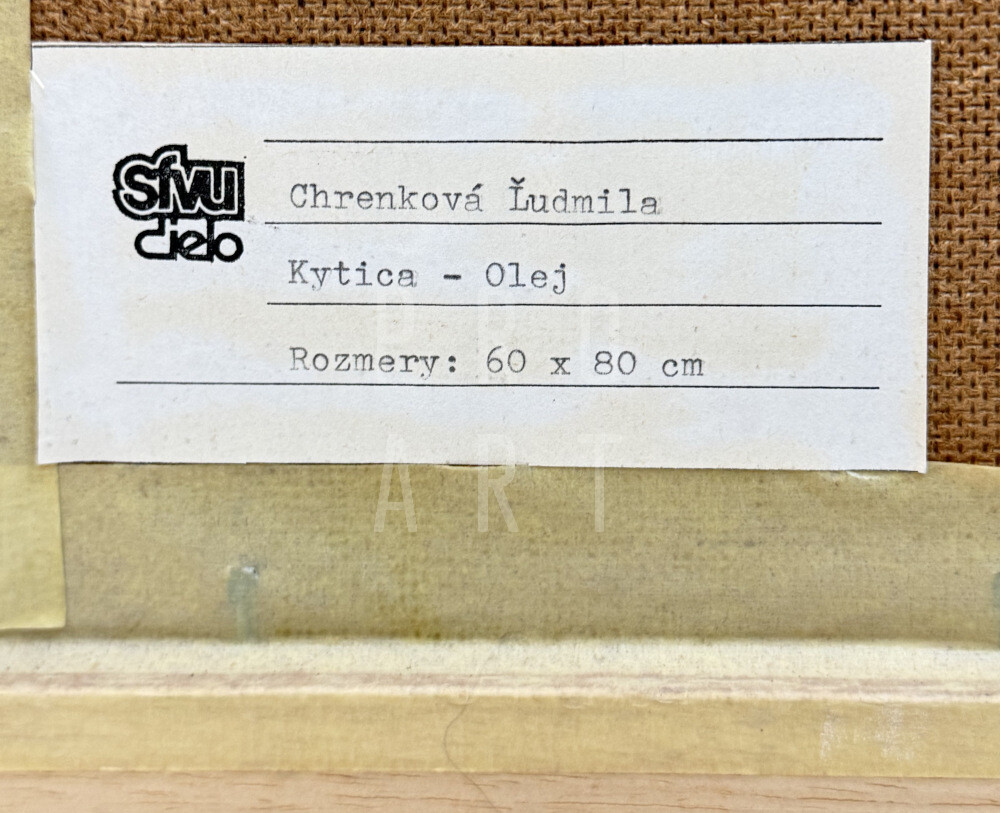 sfvu
dielo
Chrenková Ľudmila
Kytica - Olej
Rozmery: 60 x 80 cm
ART